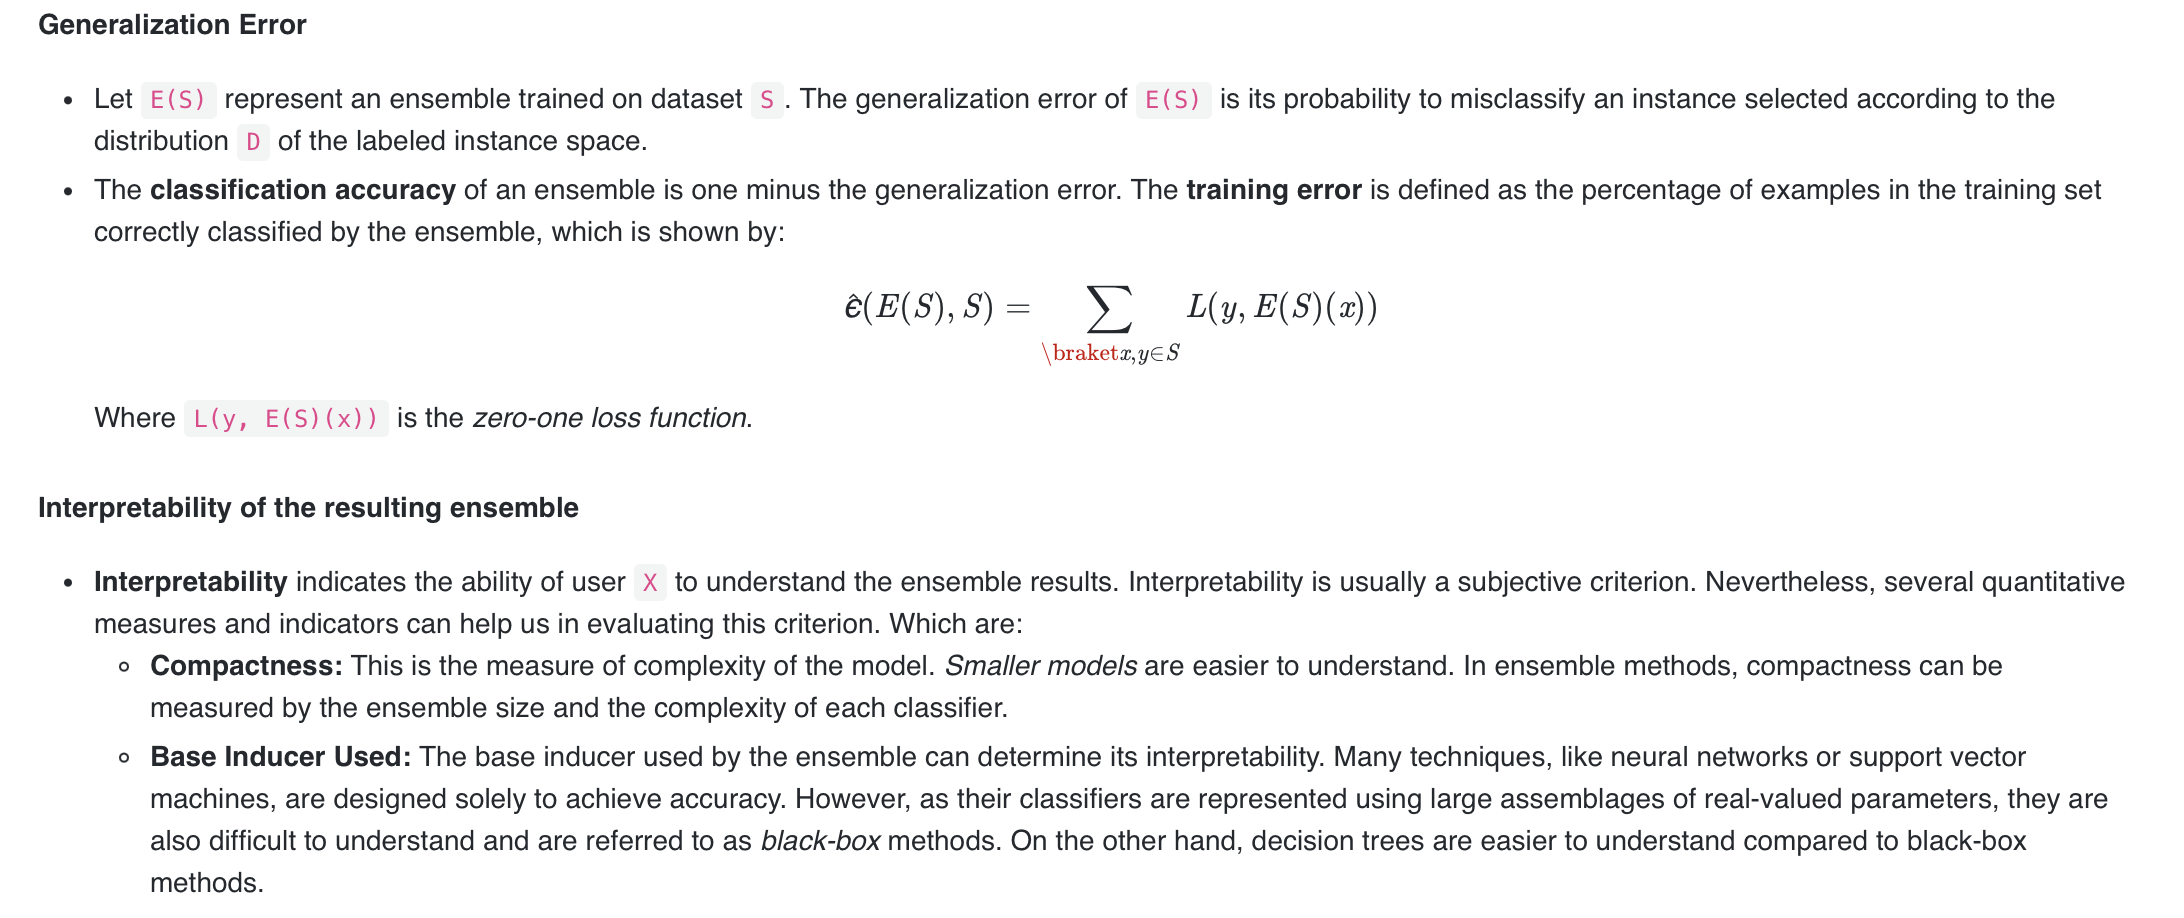 Generalization Error
• Let E(S) represent an ensemble trained on dataset S . The generalization error of E(S) is its probability to misclassify an instance selected according to the
distribution D of the labeled instance space.
• The classification accuracy of an ensemble is one minus the generalization error. The training error is defined as the percentage of examples in the training set
correctly classified by the ensemble, which is shown by:
ϵ̂(E(S), S) = ∑ L(y, E(S)(x))
\braketx,y∈S
Where L(y, E(S)(x)) is the zero-one loss function.
Interpretability of the resulting ensemble
• Interpretability indicates the ability of user X to understand the ensemble results. Interpretability is usually a subjective criterion. Nevertheless, several quantitative
measures and indicators can help us in evaluating this criterion. Which are:
◦ Compactness: This is the measure of complexity of the model. Smaller models are easier to understand. In ensemble methods, compactness can be
measured by the ensemble size and the complexity of each classifier.
◦ Base Inducer Used: The base inducer used by the ensemble can determine its interpretability. Many techniques, like neural networks or support vector
machines, are designed solely to achieve accuracy. However, as their classifiers are represented using large assemblages of real-valued parameters, they are
also difficult to understand and are referred to as black-box methods. On the other hand, decision trees are easier to understand compared to black-box
methods.